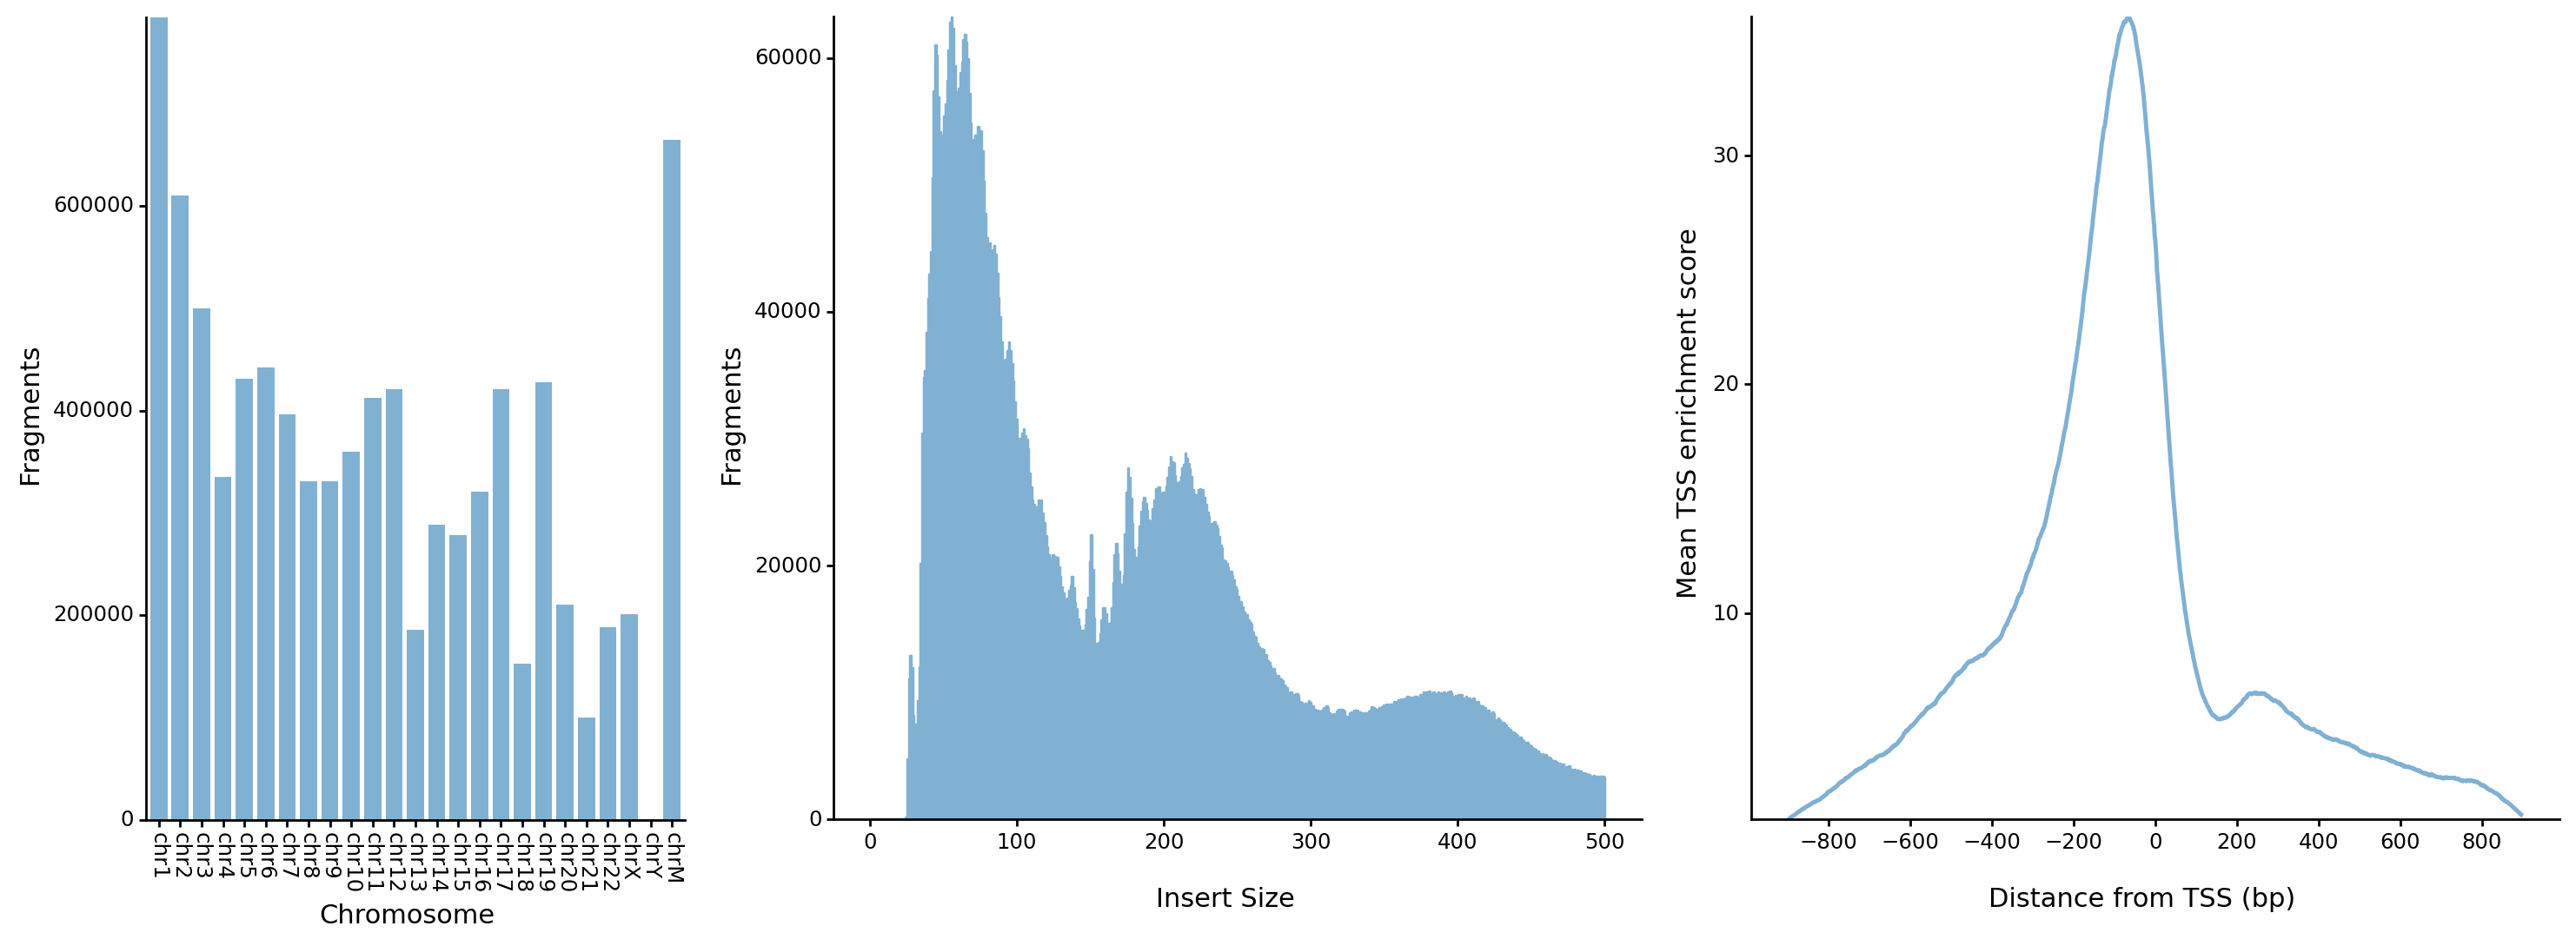 Fragments
600000
400000
200000
0
chr1
chr2
chr3
chr4
chr5
chr6
chr7
chr8
chr9
chr10
chr11
chr12
chr13
chr14
chr15
chr16
chr17
chr18
chr19
chr20
chr21
chr22
chrX
chrY
chrM
Chromosome
Fragments
60000
40000
20000
0
0 100 200 300 400 500
Insert Size
Mean TSS enrichment score
30
20
10
−800 −600 −400 −200 0 200 400 600 800
Distance from TSS (bp)